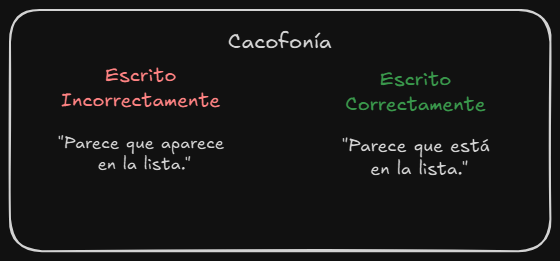 Cacofonía
Escrito
Incorrectamente
"Parece que aparece
en la lista."
Escrito
Correctamente
"Parece que está
en la lista."